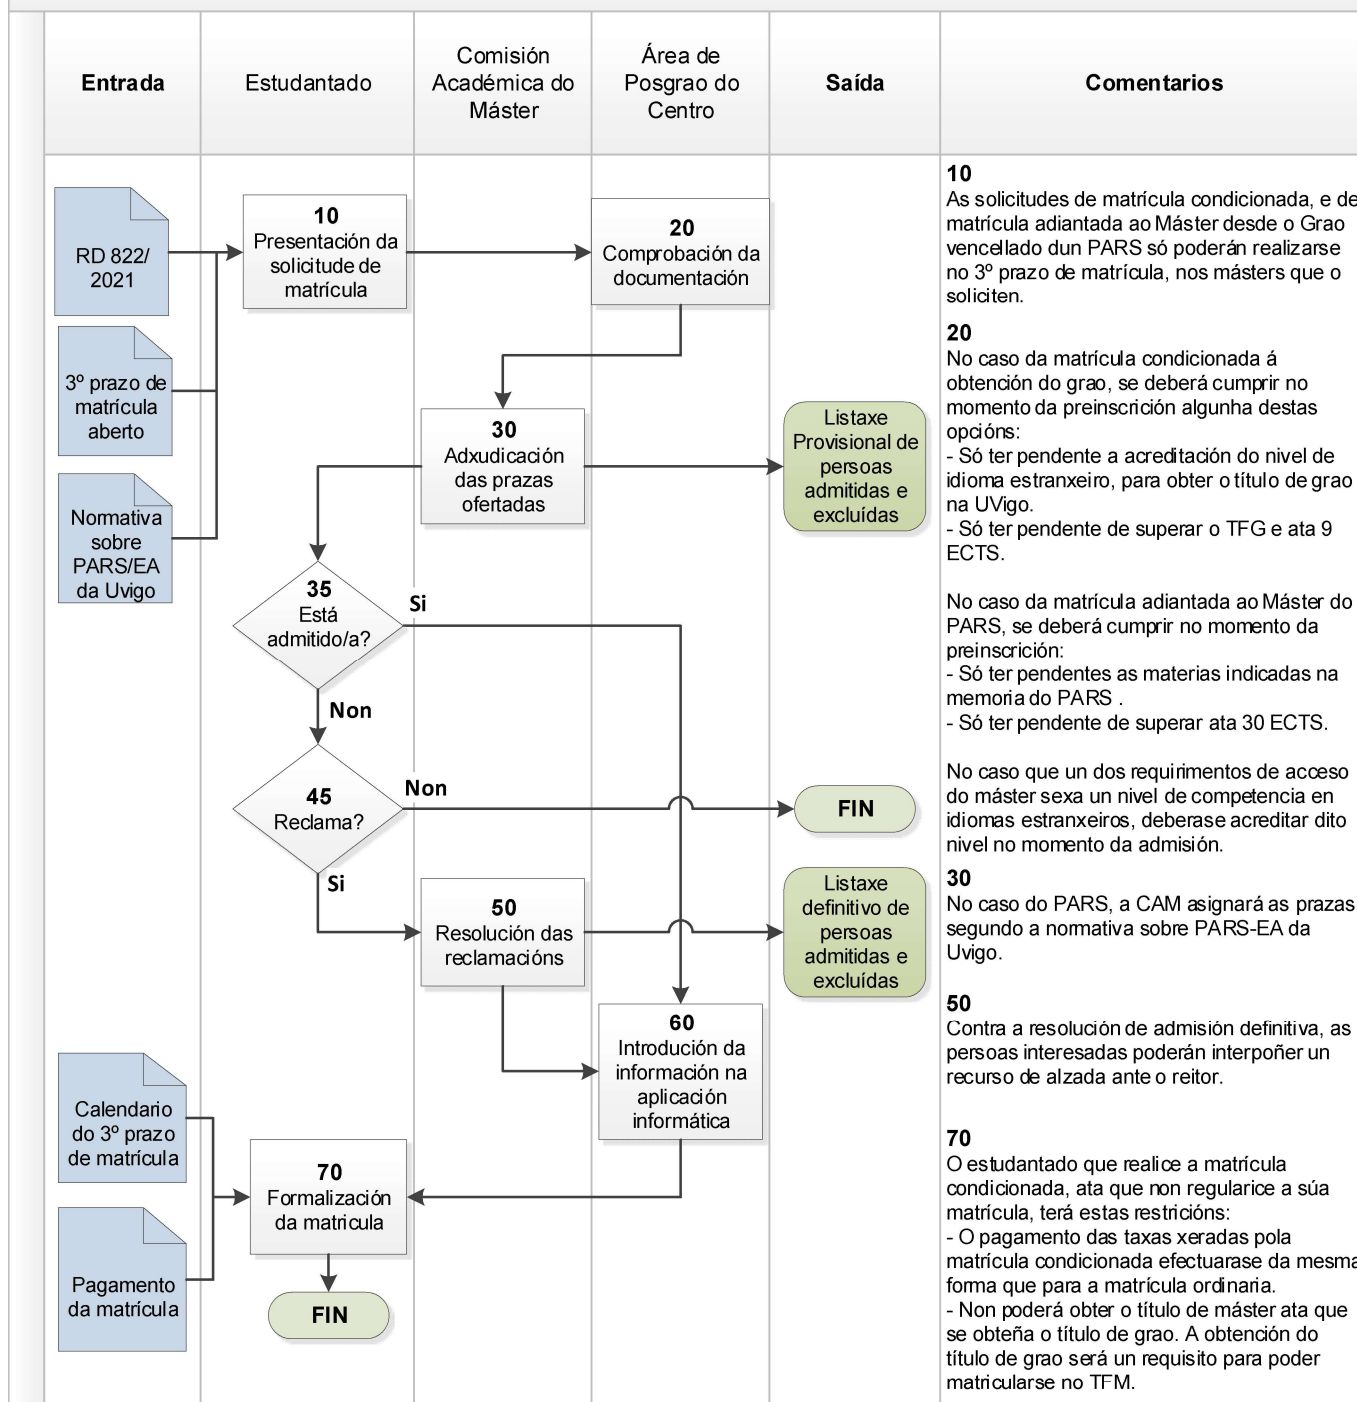 Entrada
Estudantado
Comisión
Académica do
Máster
Área de
Posgrao do
Centro
Saída
Comentarios
RD 822/
2021
3º prazo de
matrícula
aberto
Normativa
sobre
PARS/EA
da Uvigo
10
Presentación da
solicitude de
matrícula
20
Comprobación da
documentación
30
Adxudicación
das prazas
ofertadas
Listaxe
Provisional de
persoas
admitidas e
excluídas
35
Está
admitido/a?
Si
Non
45
Reclama?
Non
FIN
Si
50
Resolución das
reclamacións
Listaxe
definitivo de
persoas
admitidas e
excluídas
60
Introdución da
información na
aplicación
informática
Calendario
do 3º prazo
de matrícula
Pagamento
da matrícula
70
Formalización
da matricula
FIN
10
As solicitudes de matrícula condicionada, e de
matrícula adiantada ao Máster desde o Grao
vencellado dun PARS só poderán realizarse
no 3º prazo de matrícula, nos másters que o
soliciten.
20
No caso da matrícula condicionada á
obtención do grao, se deberá cumprir no
momento da preinscrición algunha destas
opcións:
- Só ter pendente a acreditación do nivel de
idioma estranxeiro, para obter o título de grao
na UVigo.
- Só ter pendente de superar o TFG e ata 9
ECTS.
No caso da matrícula adiantada ao Máster do
PARS, se deberá cumprir no momento da
preinscrición:
- Só ter pendentes as materias indicadas na
memoria do PARS .
- Só ter pendente de superar ata 30 ECTS.
No caso que un dos requirimentos de acceso
do máster sexa un nivel de competencia en
idiomas estranxeiros, deberase acreditar dito
nivel no momento da admisión.
30
No caso do PARS, a CAM asignará as prazas
segundo a normativa sobre PARS-EA da
Uvigo.
50
Contra a resolución de admisión definitiva, as
persoas interesadas poderán interpoñer un
recurso de alzada ante o reitor.
70
O estudantado que realice a matrícula
condicionada, ata que non regularice a súa
matrícula, terá estas restricións:
- O pagamento das taxas xeradas pola
matrícula condicionada efectuarase da mesma
forma que para a matrícula ordinaria.
- Non poderá obter o título de máster ata que
se obteña o título de grao. A obtención do
título de grao será un requisito para poder
matricularse no TFM.